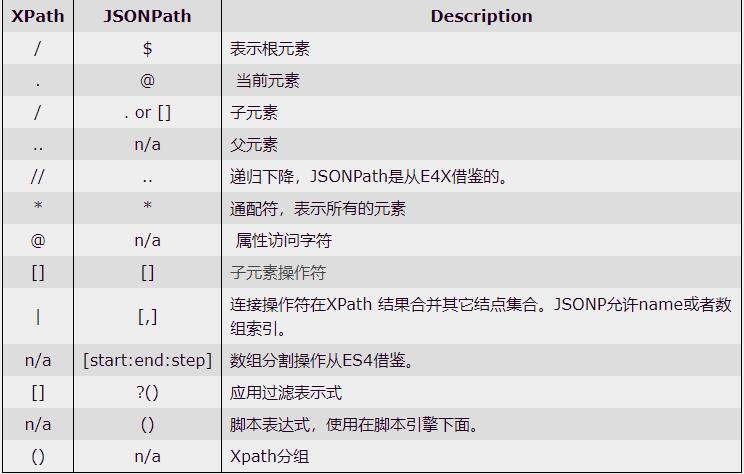 XPath JSONPath Description
/ $ 表示根元素
. @ 当前元素
/ . or [] 子元素
.. n/a 父元素
// .. 递归下降，JSONPath是从E4X借鉴的。
* * 通配符，表示所有的元素
@ n/a 属性访问字符
[] [] 子元素操作符
| [,] 连接操作符在XPath 结果合并其它结点集合。JSONP允许name或者数
组索引。
n/a [start:end:step] 数组分割操作从ES4借鉴。
[] ?() 应用过滤表示式
n/a () 脚本表达式，使用在脚本引擎下面。
() n/a Xpath分组